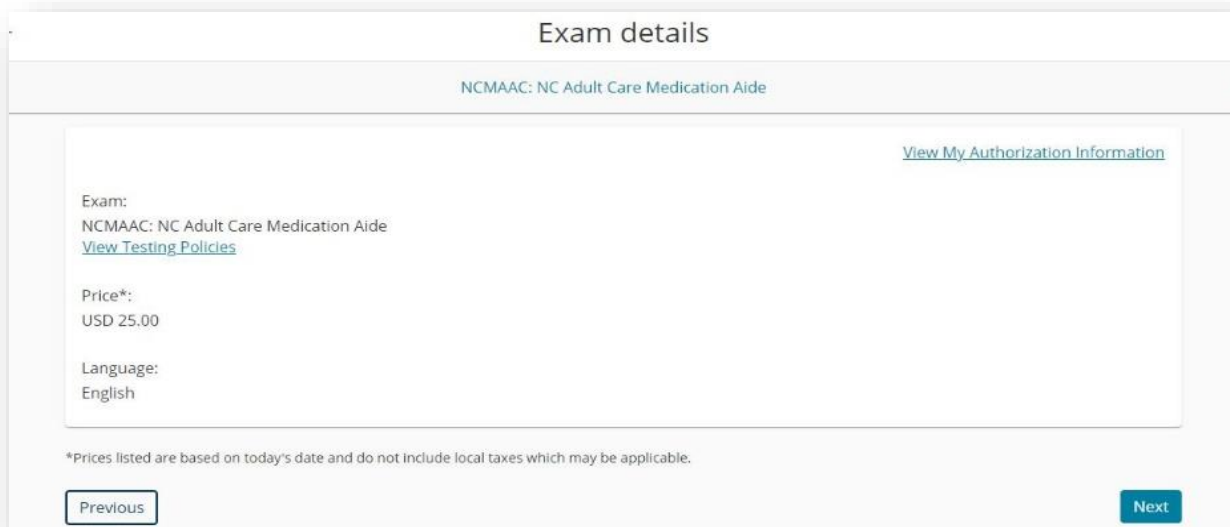 Exam details
NCMAAC: NC Adult Care Medication Aide
View My Authorization Information
Exam:
NCMAAC: NC Adult Care Medication Aide
View Testing Policies
Price*:
USD 25.00
Language:
English
*Prices listed are based on today's date and do not include local taxes which may be applicable.
Previous
Next